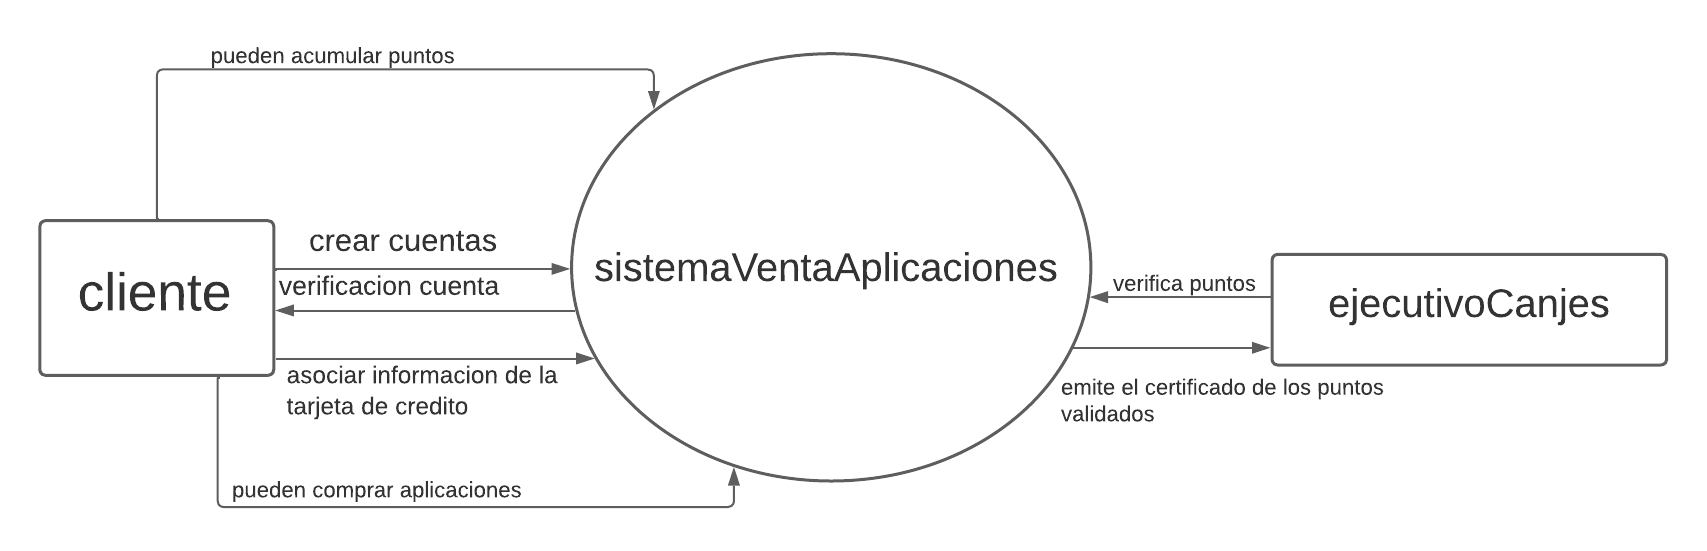 pueden acumular puntos
crear cuentas
cliente
verificacion cuenta
asociar informacion de la
tarjeta de credito
pueden comprar aplicaciones
sistemaVentaAplicaciones
verifica puntos
ejecutivoCanjes
emite el certificado de los puntos
validados